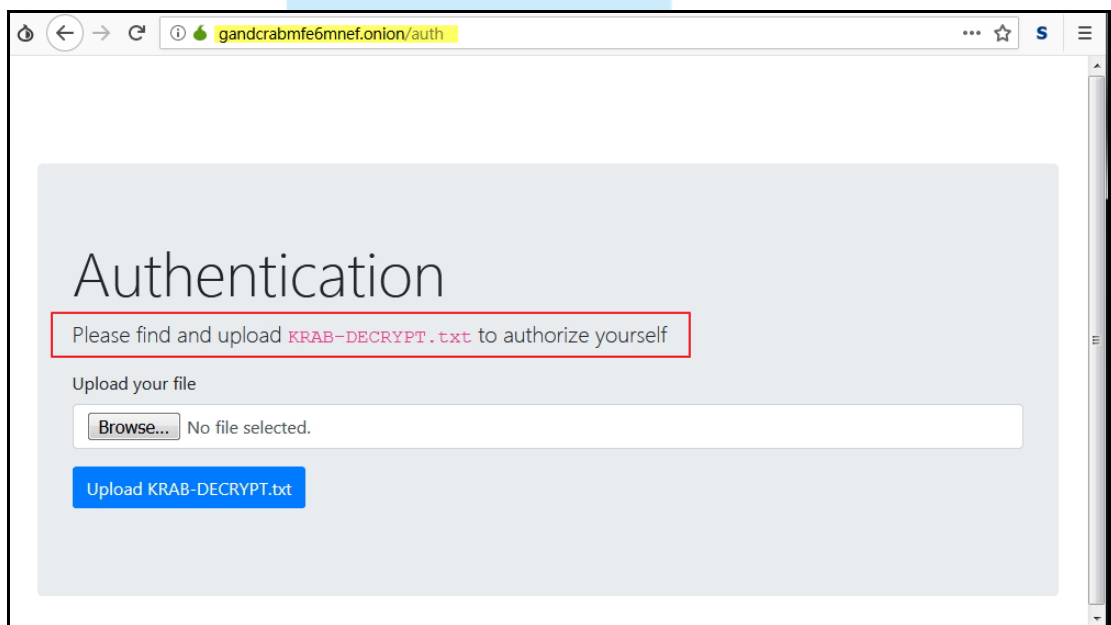 gandcrabmfe6mnef.onion/auth
S
Authentication
Please find and upload KRAB-DECRYPT.txt to authorize yourself
Upload your file
Browse... No file selected.
Upload KRAB-DECRYPT.txt